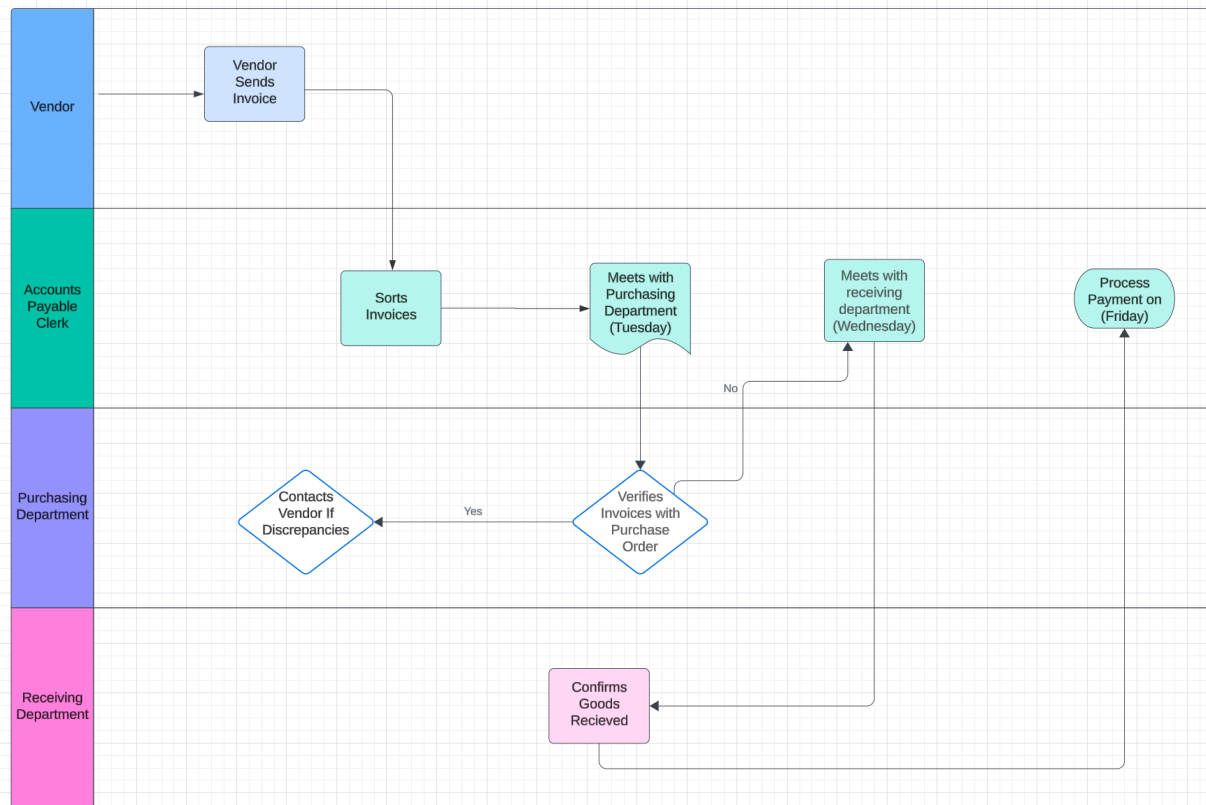 Vendor
Vendor
Sends
Invoice
Accounts
Payable
Clerk
Sorts
Invoices
Meets with
Purchasing
Department
(Tuesday)
Meets with
receiving
department
(Wednesday)
Process
Payment on
(Friday)
No
Purchasing
Department
Contacts
Vendor If
Discrepancies
Yes
Verifies
Invoices with
Purchase
Order
Receiving
Department
Confirms
Goods
Recieved